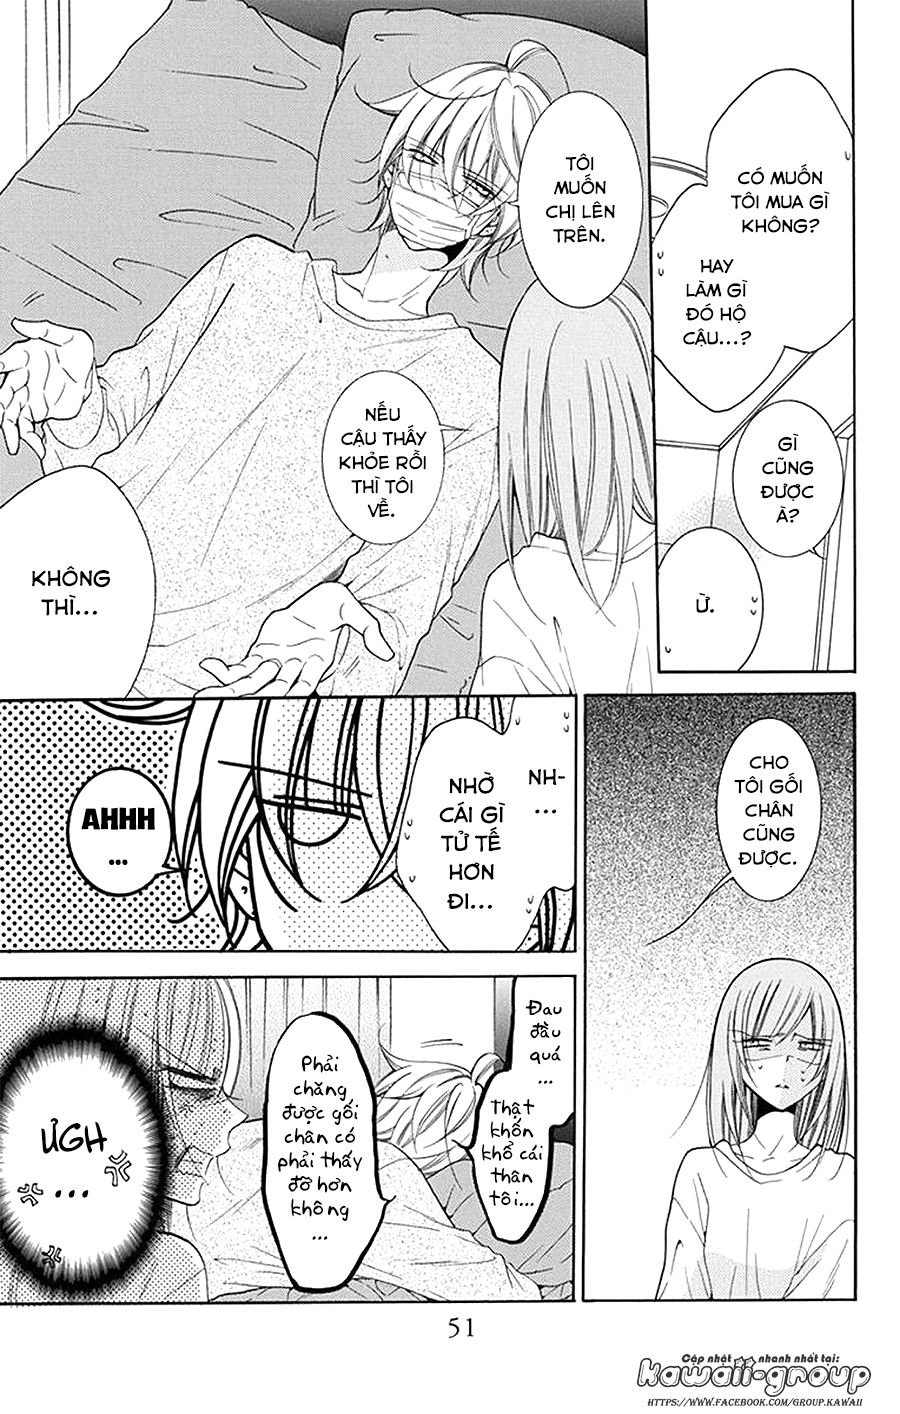 CÓ MUỐN
TÔI MUA GÌ
KHÔNG?
HAY
LÀM GÌ
ĐÓ HỘ
CẬU...?
GÌ
CŨNG
ĐƯỢC
À?
Ừ.
TÔI
MUỐN
CHỊ LÊN
TRÊN.
NẾU
CẬU THẤY
KHỎE RỒI
THÌ TÔI
VỀ.
KHÔNG
THÌ...
CHO
TÔI GỐI
CHÂN
CŨNG
ĐƯỢC.
NH-
...
NHỜ
CÁI GÌ
TỬ TẾ
HƠN
ĐI...
AHHH
...
Đau
đầu
quá
...
Thật
khốn
khổ cái
thân
tôi...
Phải
chăng
được gối
chân có
phải thấy
đỡ hơn
không
...
ƯGH
...
51
Cập nhật nhanh nhất tại:
kawaii-group
HTTPS://WWW.FACEBOOK.COM/GROUP.KAWAII